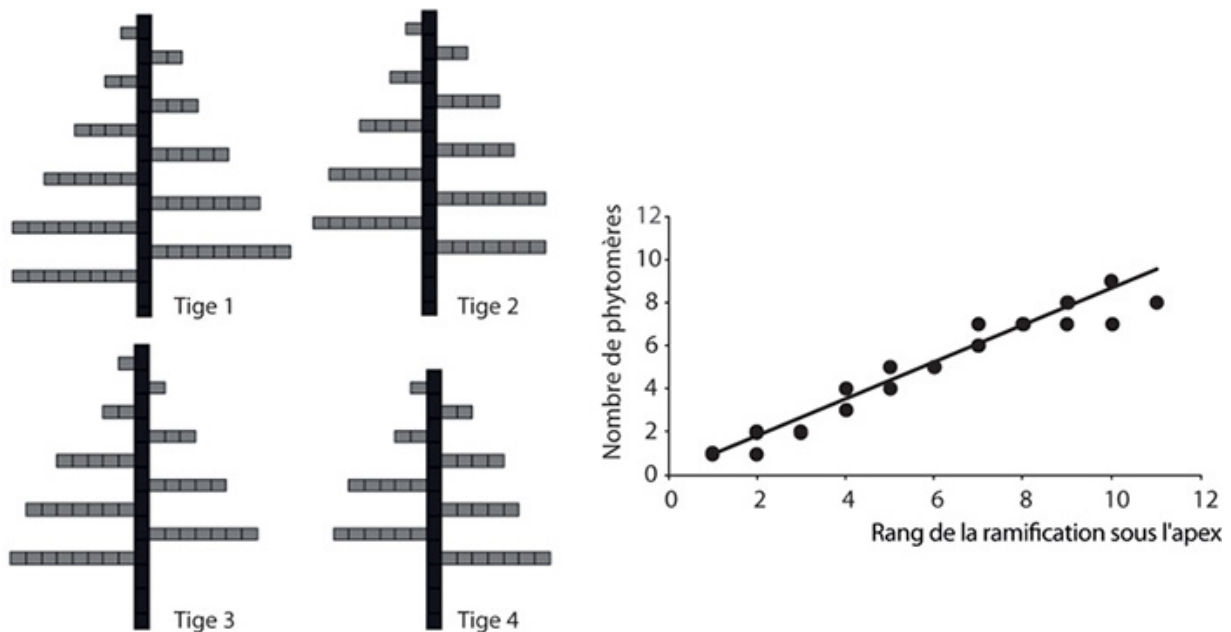 Tige 1
Tige 2
Tige 3
Tige 4
Nombre de phytomères
12
10
8
6
4
2
0
0 2 4 6 8 10 12
Rang de la ramification sous l'apex